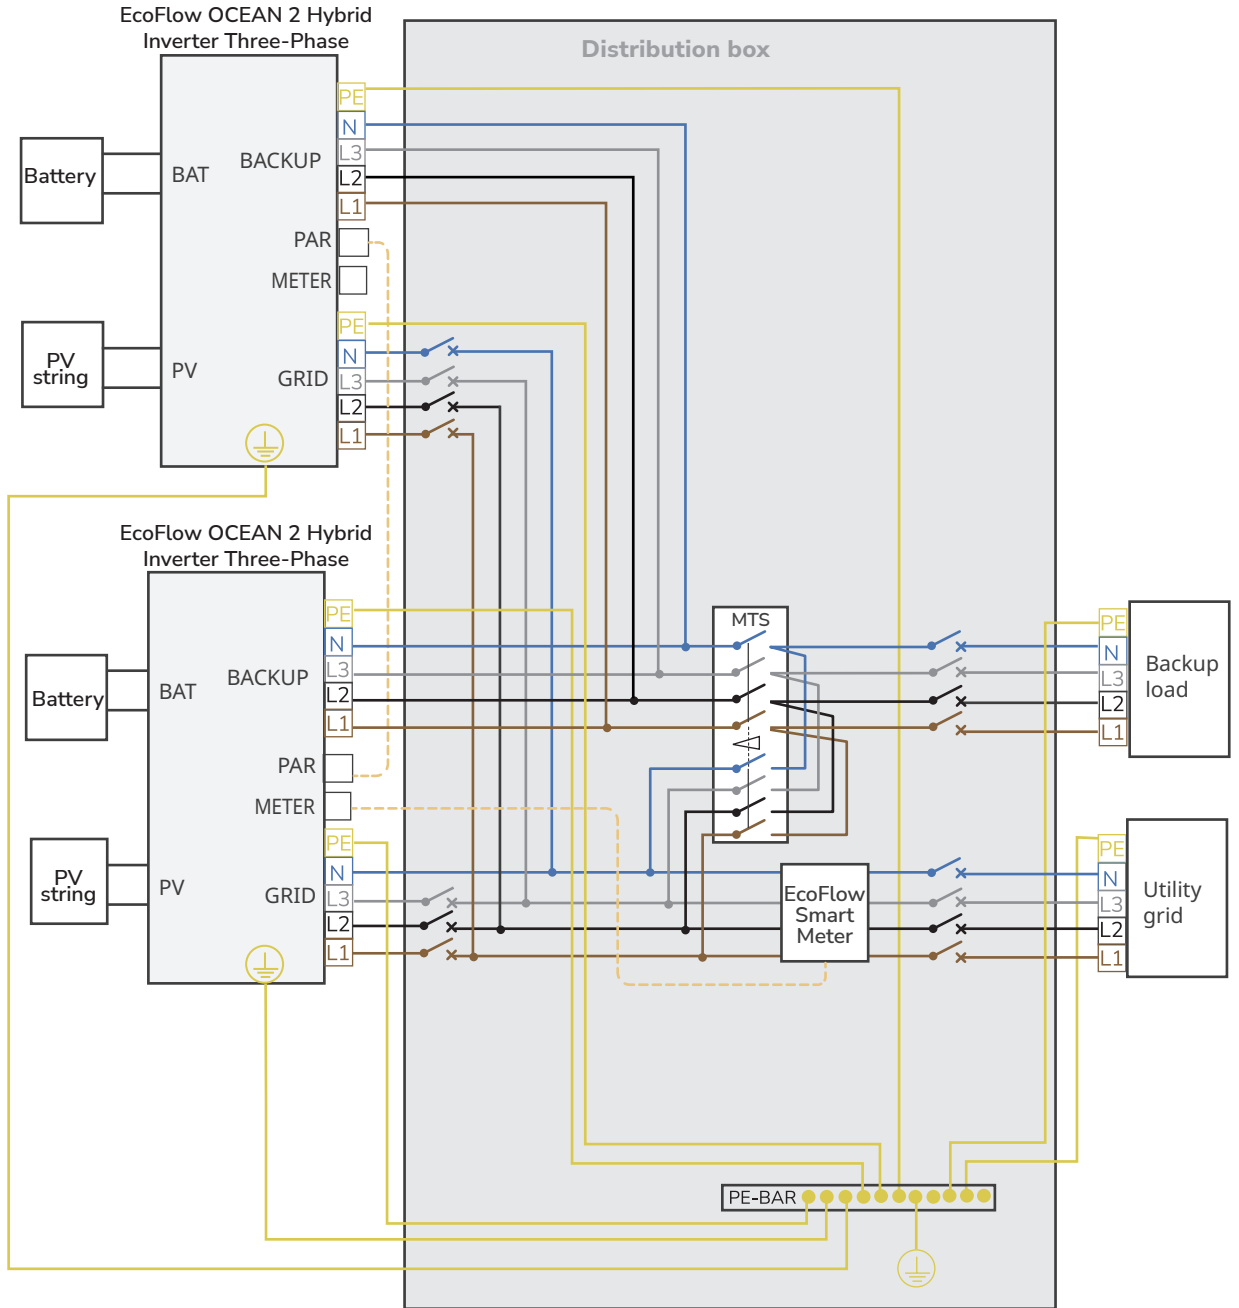 EcoFlow OCEAN 2 Hybrid
Inverter Three-Phase
Distribution box
PE
N
L3
L2
L1
BACKUP
BAT
Battery
PAR
METER
PE
N
L3
L2
L1
GRID
PV
PV
string
EcoFlow OCEAN 2 Hybrid
Inverter Three-Phase
PE
N
L3
L2
L1
BACKUP
BAT
Battery
PAR
METER
PE
N
L3
L2
L1
GRID
PV
PV
string
MTS
EcoFlow
Smart
Meter
PE
N
L3
L2
L1
Backup
load
PE
N
L3
L2
L1
Utility
grid
PE-BAR